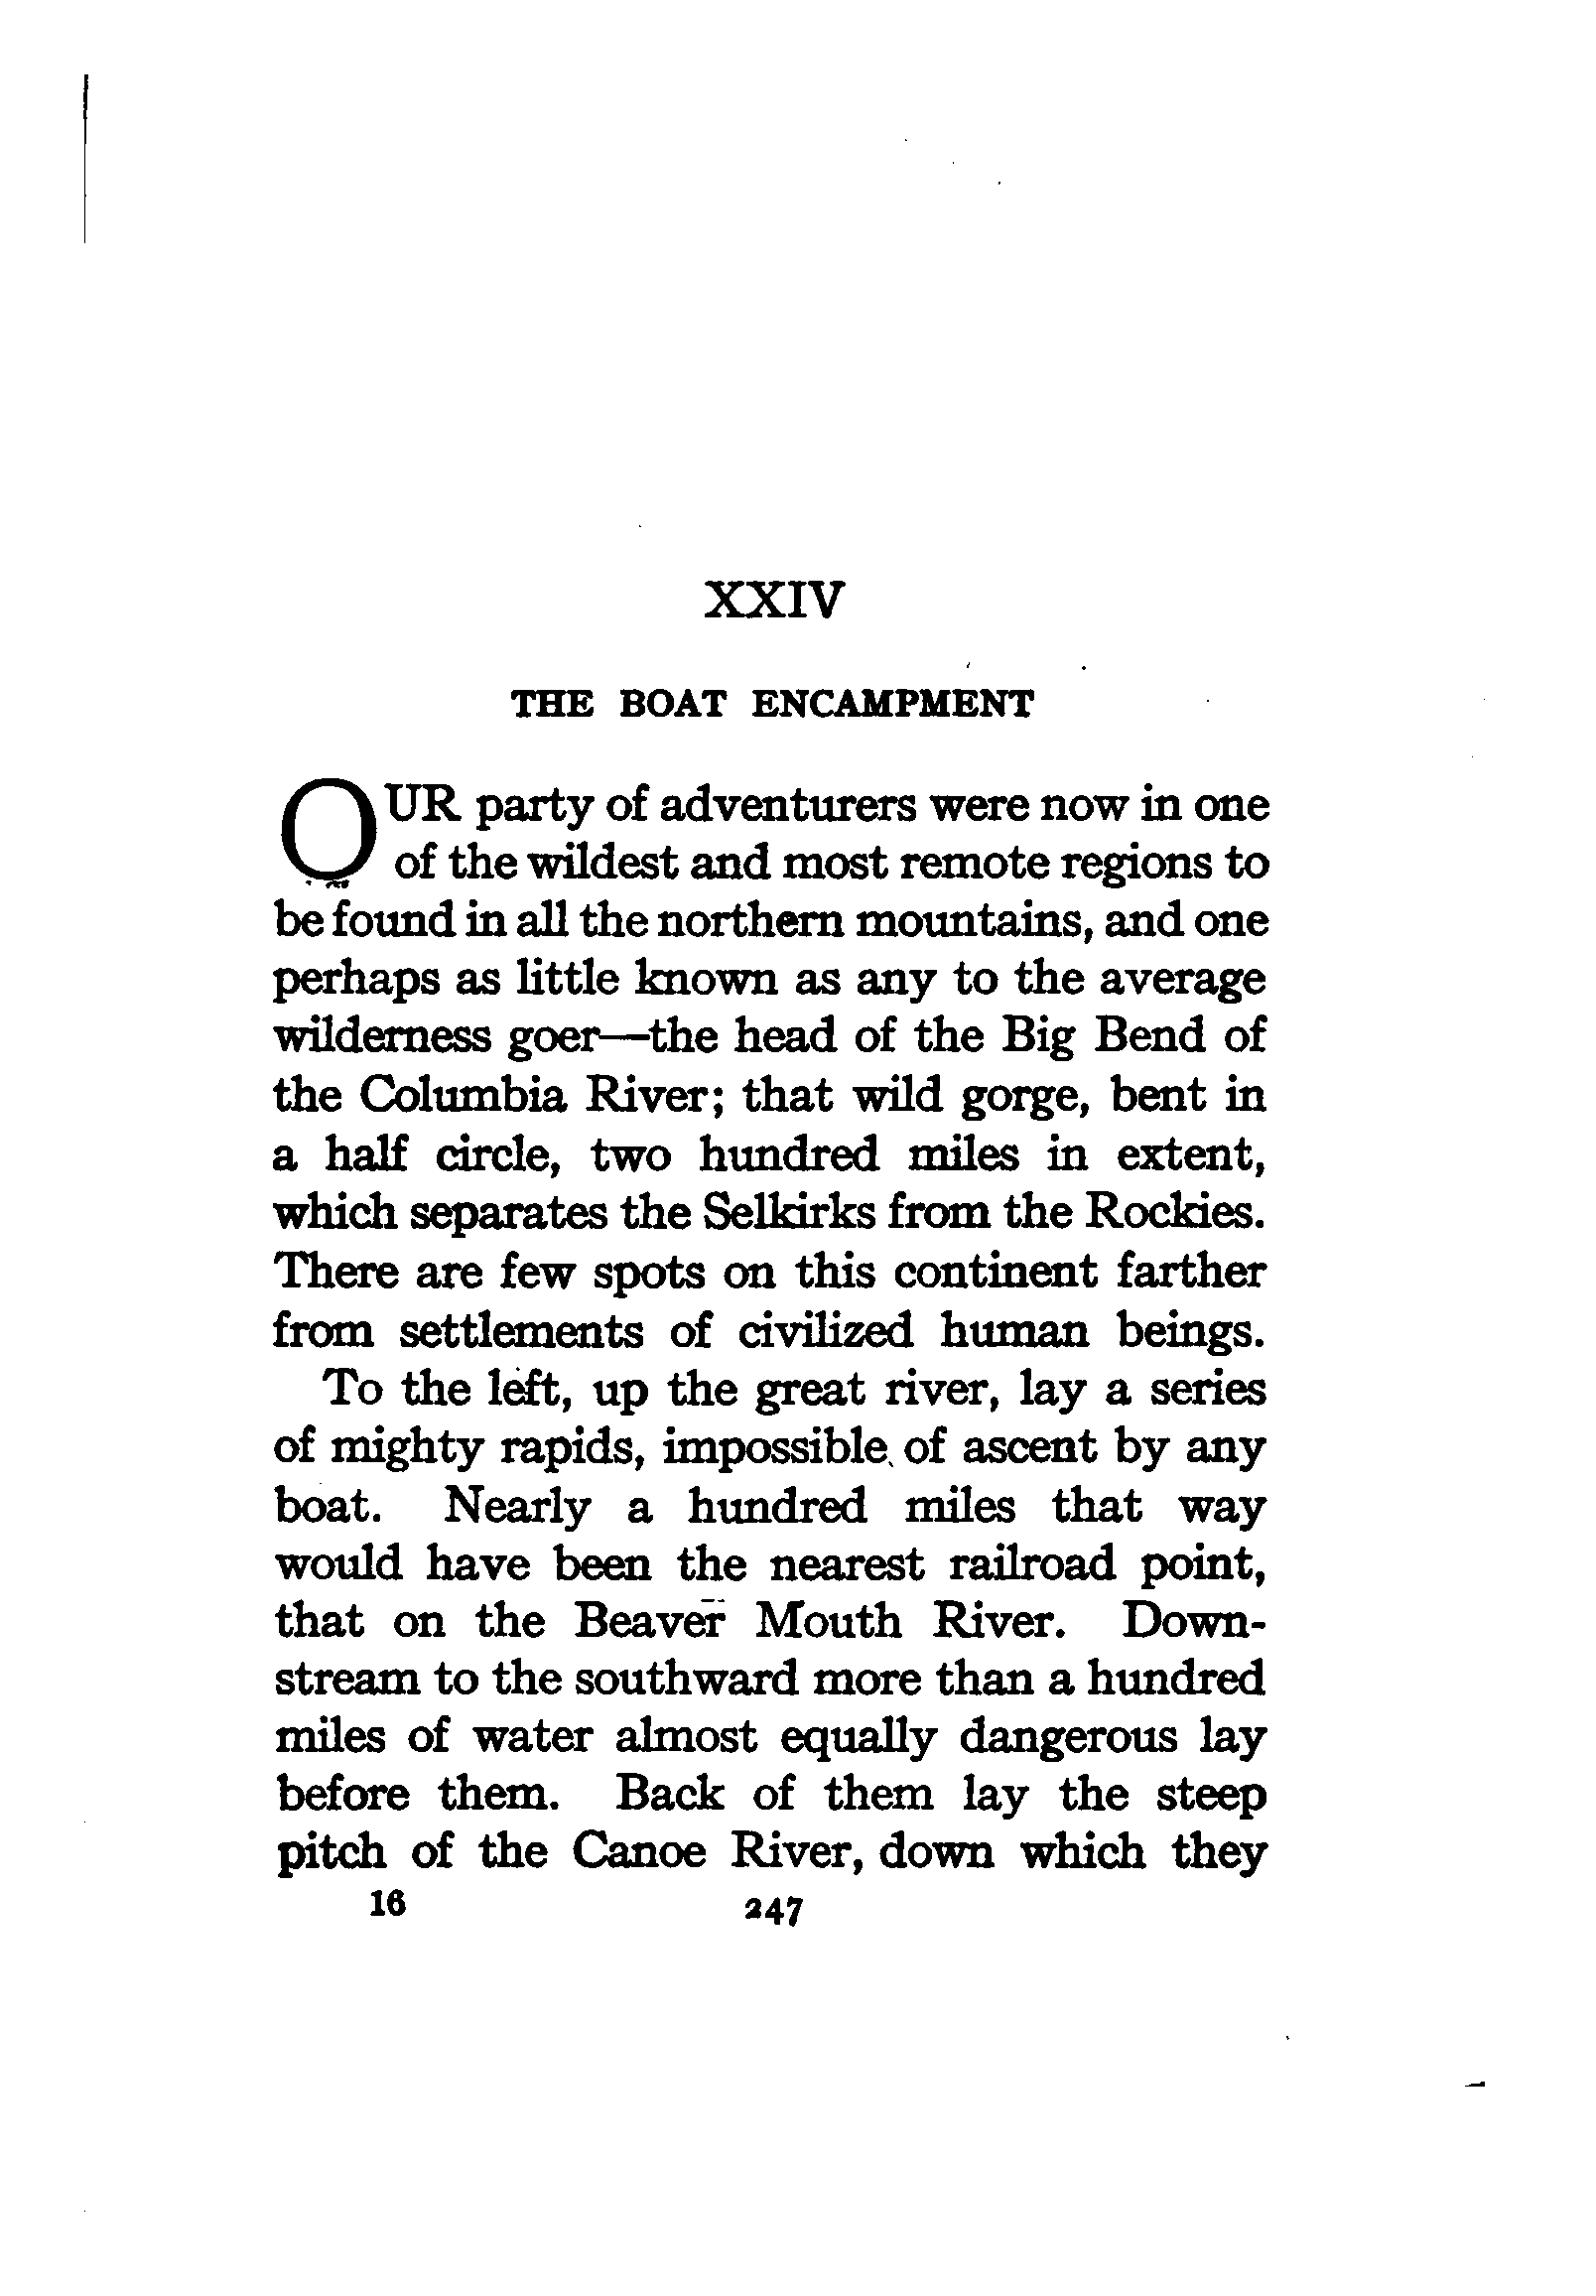 XXIV
THE BOAT ENCAMPMENT
OUR party of adventurers were now in one
of the wildest and most remote regions to
be found in all the northern mountains, and one
perhaps as little known as any to the average
wilderness goer—the head of the Big Bend of
the Columbia River; that wild gorge, bent in
a half circle, two hundred miles in extent,
which separates the Selkirks from the Rockies.
There are few spots on this continent farther
from settlements of civilized human beings.
To the left, up the great river, lay a series
of mighty rapids, impossible of ascent by any
boat. Nearly a hundred miles that way
would have been the nearest railroad point,
that on the Beaver Mouth River. Down-
stream to the southward more than a hundred
miles of water almost equally dangerous lay
before them. Back of them lay the steep
pitch of the Canoe River, down which they
16 247